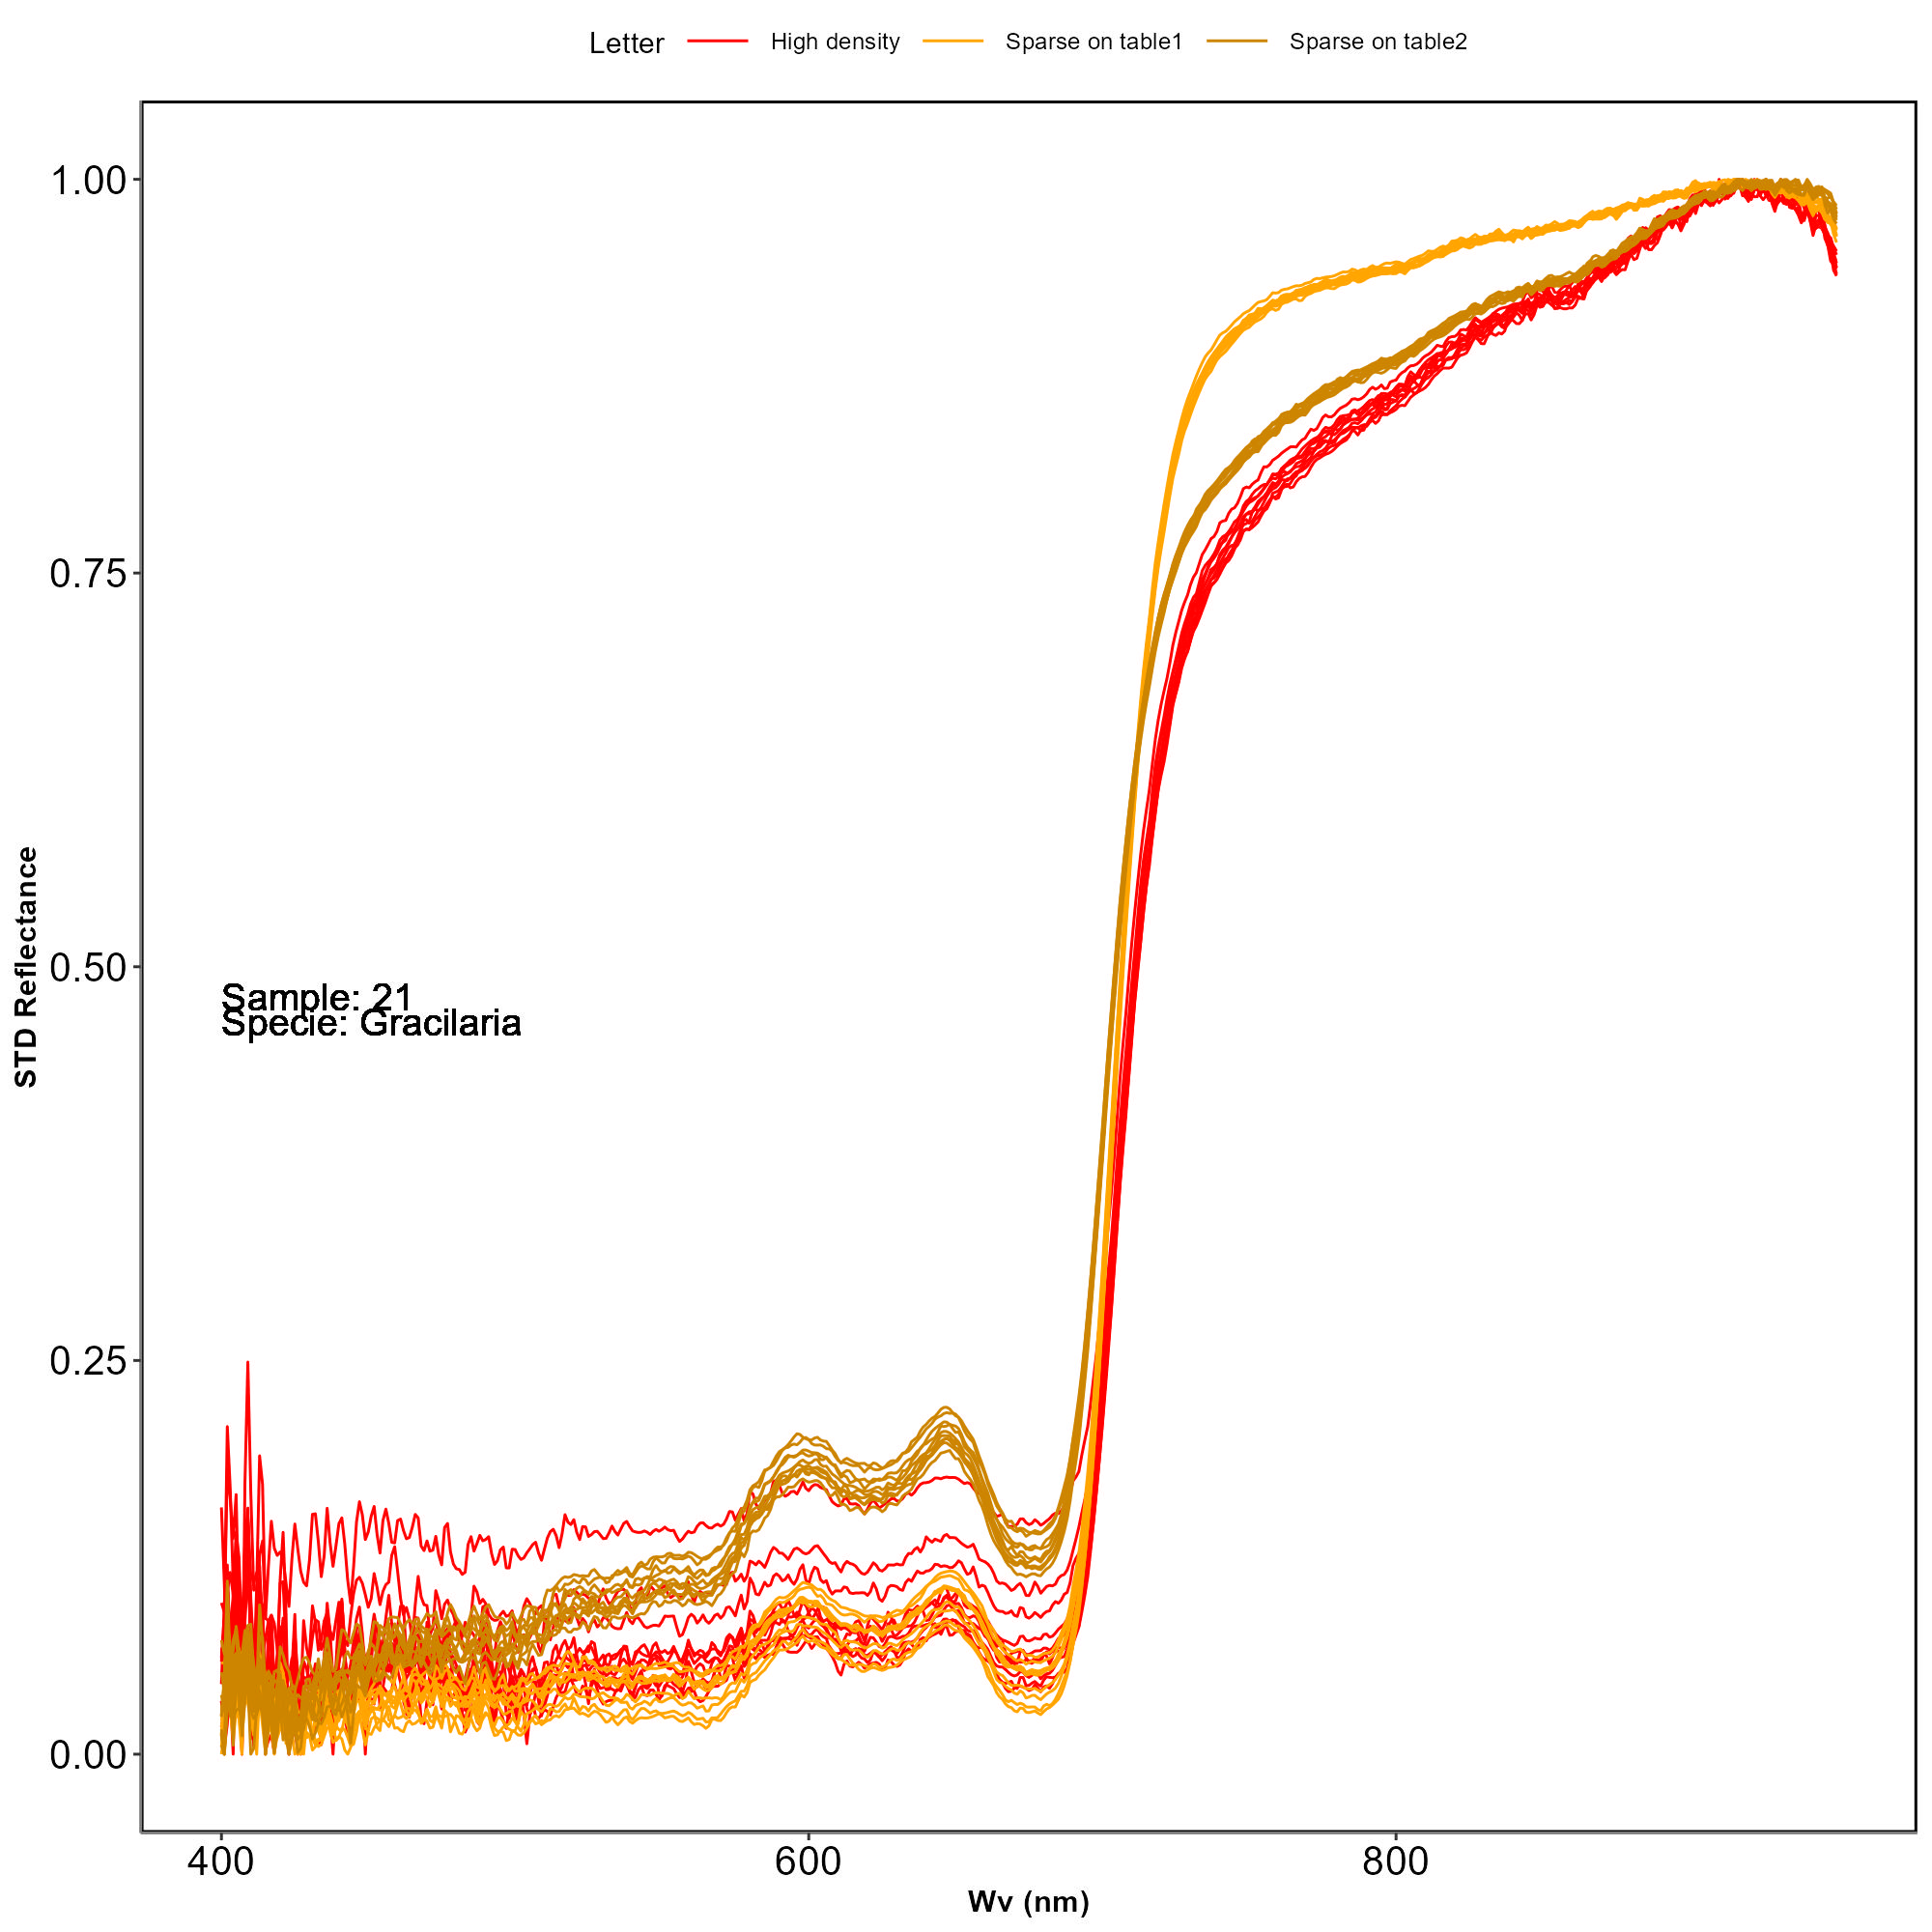 Letter High density Sparse on table1 Sparse on table2
1.00
0.75
0.50
0.25
0.00
STD Reflectance
Sample: 21
Specie: Gracilaria
400 600 800
Wv (nm)